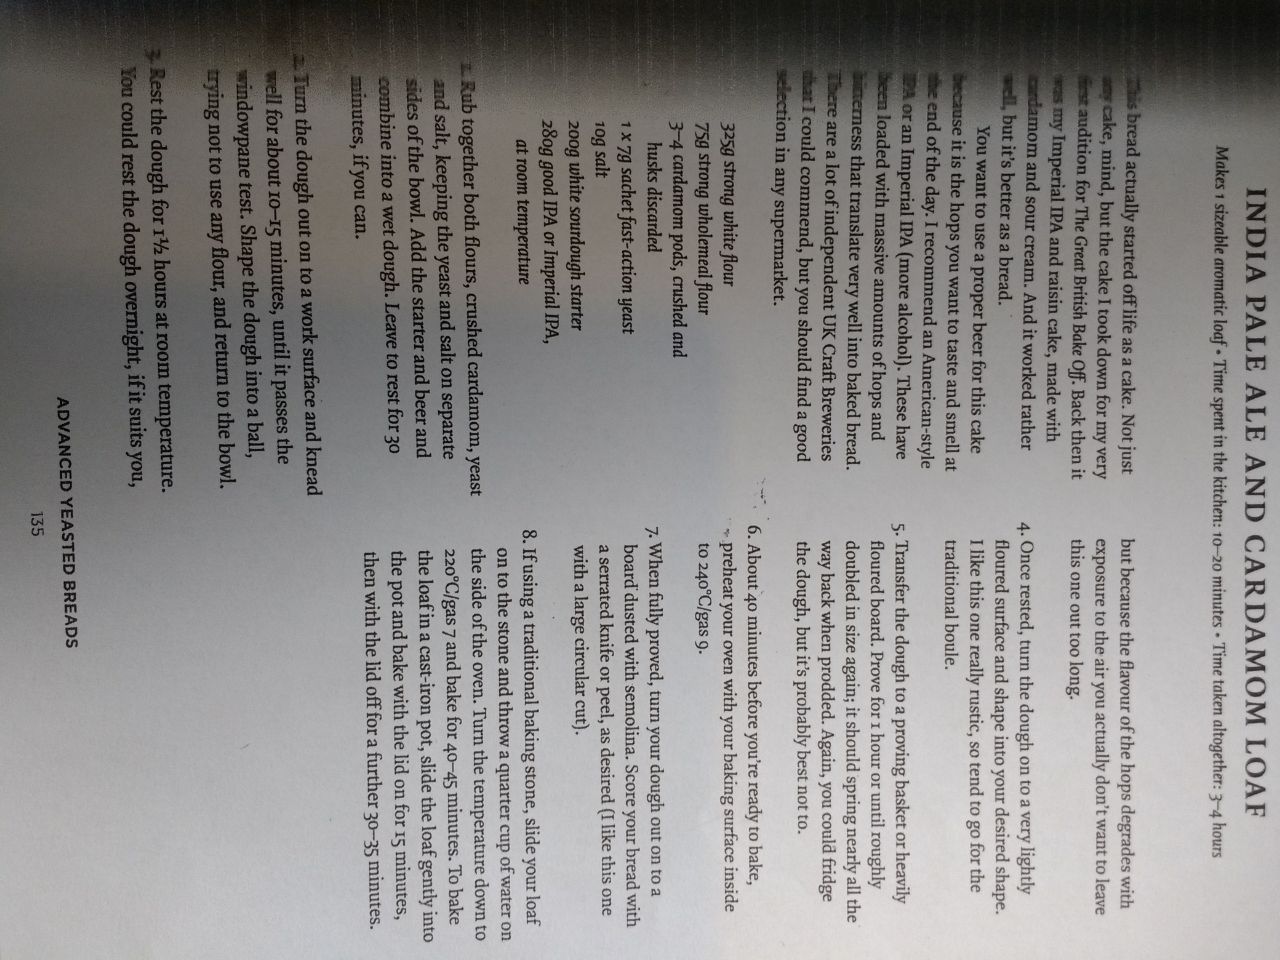 INDIA PALE ALE AND CARDAMOM LOAF
Makes 1 sizeable aromatic loaf • Time spent in the kitchen: 10–20 minutes • Time taken altogether: 3–4 hours
This bread actually started off life as a cake. Not just
any cake, mind, but the cake I took down for my very
first audition for The Great British Bake Off. Back then it
was my Imperial IPA and raisin cake, made with
cardamom and sour cream. And it worked rather
well, but it's better as a bread.
You want to use a proper beer for this cake
because it is the hops you want to taste and smell at
the end of the day. I recommend an American-style
IPA or an Imperial IPA (more alcohol). These have
been loaded with massive amounts of hops and
bitterness that translate very well into baked bread.
There are a lot of independent UK Craft Breweries
that I could commend, but you should find a good
selection in any supermarket.
325g strong white flour
75g strong wholemeal flour
3–4 cardamom pods, crushed and
husks discarded
1 x 7g sachet fast-action yeast
10g salt
200g white sourdough starter
280g good IPA or Imperial IPA,
at room temperature
1. Rub together both flours, crushed cardamom, yeast
and salt, keeping the yeast and salt on separate
sides of the bowl. Add the starter and beer and
combine into a wet dough. Leave to rest for 30
minutes, if you can.
2. Turn the dough out on to a work surface and knead
well for about 10–15 minutes, until it passes the
windowpane test. Shape the dough into a ball,
trying not to use any flour, and return to the bowl.
3. Rest the dough for 1½ hours at room temperature.
You could rest the dough overnight, if it suits you,
but because the flavour of the hops degrades with
exposure to the air you actually don't want to leave
this one out too long.
4. Once rested, turn the dough on to a very lightly
floured surface and shape into your desired shape.
I like this one really rustic, so tend to go for the
traditional boule.
5. Transfer the dough to a proving basket or heavily
floured board. Prove for 1 hour or until roughly
doubled in size again; it should spring nearly all the
way back when prodded. Again, you could fridge
the dough, but it's probably best not to.
6. About 40 minutes before you're ready to bake,
preheat your oven with your baking surface inside
to 240°C/gas 9.
7. When fully proved, turn your dough out on to a
board dusted with semolina. Score your bread with
a serrated knife or peel, as desired (I like this one
with a large circular cut).
8. If using a traditional baking stone, slide your loaf
on to the stone and throw a quarter cup of water on
the side of the oven. Turn the temperature down to
220°C/gas 7 and bake for 40–45 minutes. To bake
the loaf in a cast-iron pot, slide the loaf gently into
the pot and bake with the lid on for 15 minutes,
then with the lid off for a further 30–35 minutes.
ADVANCED YEASTED BREADS
135